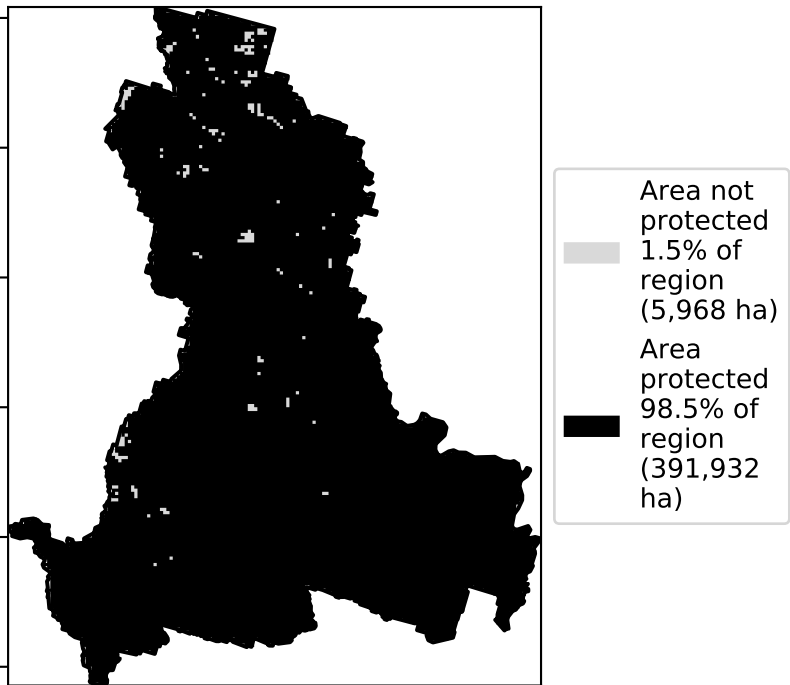 Area not
protected
1.5% of
region
(5,968 ha)
Area
protected
98.5% of
region
(391,932
ha)